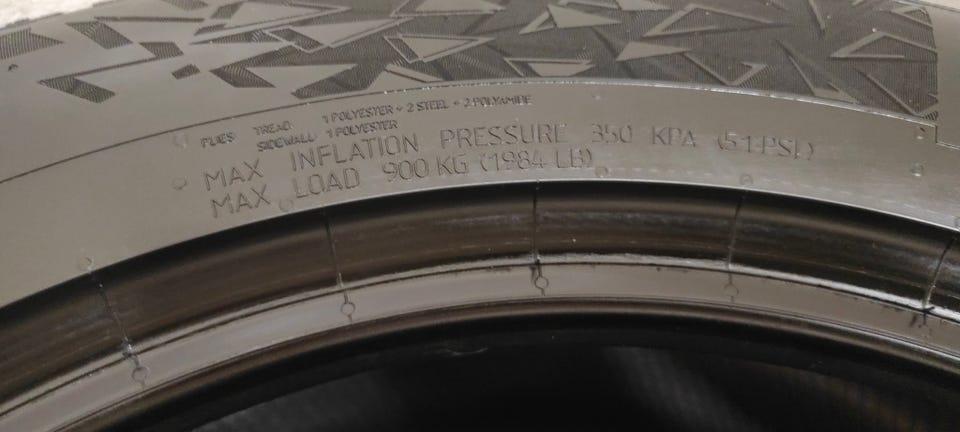 PLIES: TREAD: 1 POLYESTER + 2 STEEL + 2 POLYAMIDE
SIDEWALL: 1 POLYESTER
MAX INFLATION PRESSURE 350 KPA (51 PSI)
MAX LOAD 900 KG (1984 LB)